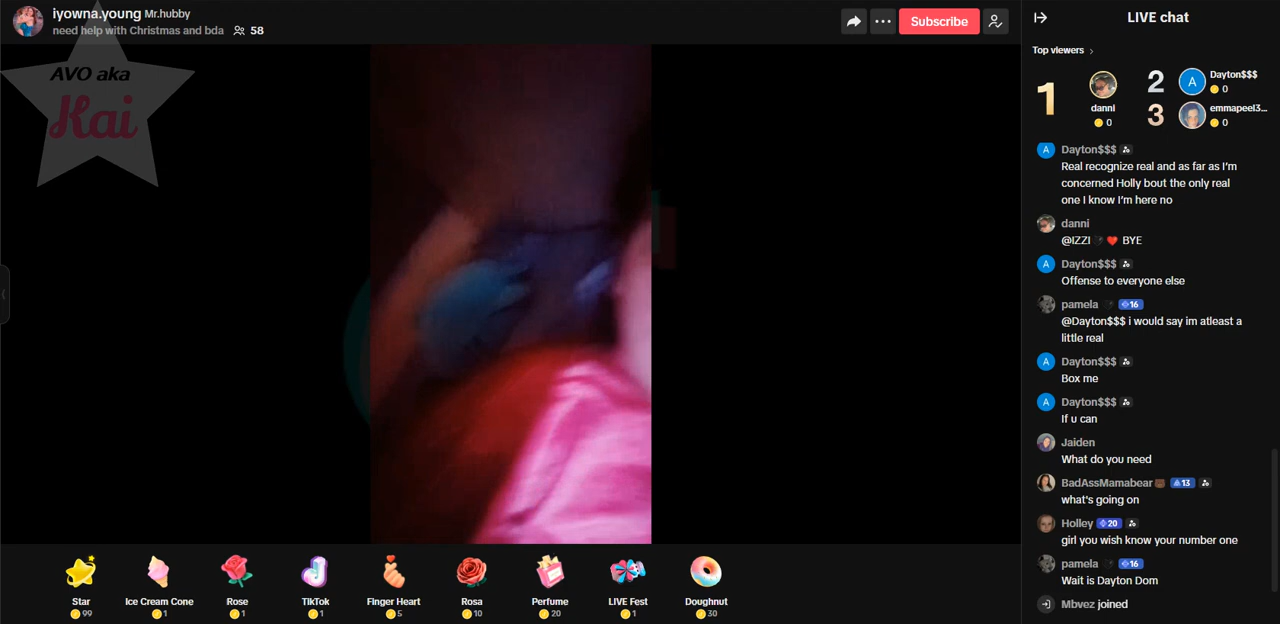 iyowna.young Mr.hubby
need help with Christmas and bda 58
Subscribe
AVO aka
Kai
LIVE chat
Top viewers
1
danni
0
2
Dayton$$$
0
3
emmapeel3...
0
A Dayton$$$
Real recognize real and as far as I'm
concerned Holly bout the only real
one I know I'm here no
danni
@IZZI BYE
A Dayton$$$
Offense to everyone else
pamela 16
@Dayton$$$ i would say im atleast a
little real
A Dayton$$$
Box me
A Dayton$$$
If u can
Jaiden
What do you need
BadAssMamabear 13
what's going on
Holley 20
girl you wish know your number one
pamela 16
Wait is Dayton Dom
Mbvez joined
Star
99
Ice Cream Cone
1
Rose
1
TikTok
1
Finger Heart
5
Rosa
10
Perfume
20
LIVE Fest
1
Doughnut
30